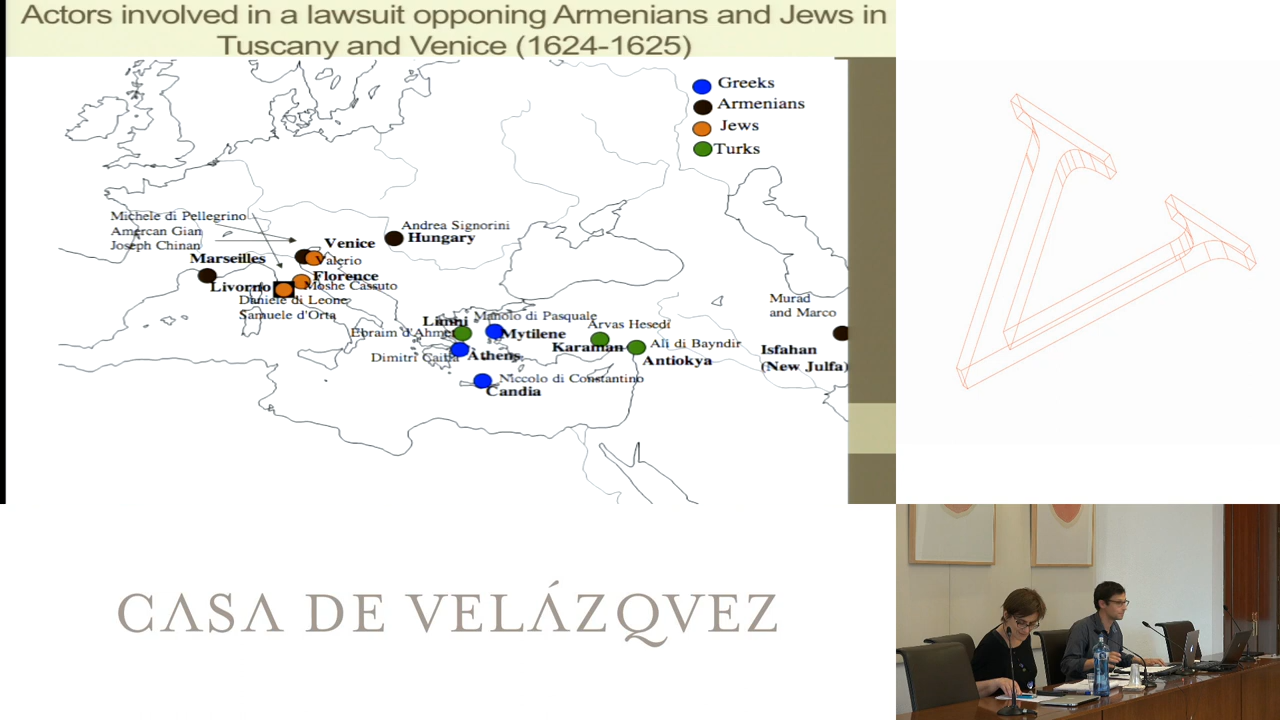 Actors involved in a lawsuit opponing Armenians and Jews in
Tuscany and Venice (1624-1625)
Greeks
Armenians
Jews
Turks
Michele di Pellegrino
Amercan Gian
Joseph Chinan
Andrea Signorini
Hungary
Venice
Valerio
Marseilles
Florence
Livorno
Moshe Cassuto
Daniele di Leone
Samuele d'Orta
Murad
and Marco
Isfahan
(New Julfa)
Limni
Manolo di Pasquale
Ebraim d'Ahmet
Mytilene
Arvas Hesedi
Karaman
Ali di Bayndir
Antiokya
Dimitri
Athens
Niccolo di Constantino
Candia
CASA DE VELÁZQVEZ